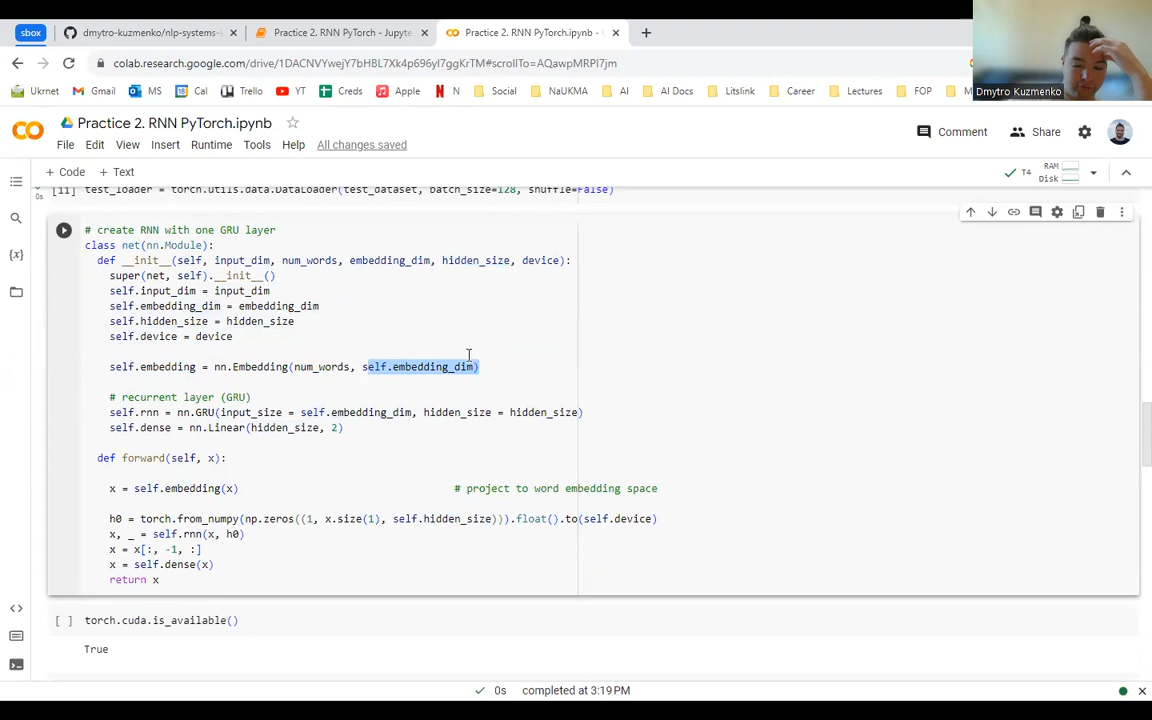 sbox
dmytro-kuzmenko/nlp-systems-
Practice 2. RNN PyTorch - Jupyte
Practice 2. RNN PyTorch.ipynb -
colab.research.google.com/drive/1DACNVYwejY7bHBL7Xk4p696yI7ggKrTM#scrollTo=AQawpMRPI7jm
Ukrnet
Gmail
MS
Cal
Trello
YT
Creds
Apple
N
Social
NaUKMA
AI
AI Docs
Litslink
Career
Lectures
FOP
M
Dmytro Kuzmenko
Practice 2. RNN PyTorch.ipynb
File Edit View Insert Runtime Tools Help All changes saved
Comment
Share
+ Code + Text
T4
RAM
Disk
[11] test_loader = torch.utils.data.DataLoader(test_dataset, batch_size=128, shuffle=False)
0s
# create RNN with one GRU layer
class net(nn.Module):
def __init__(self, input_dim, num_words, embedding_dim, hidden_size, device):
super(net, self).__init__()
self.input_dim = input_dim
self.embedding_dim = embedding_dim
self.hidden_size = hidden_size
self.device = device
self.embedding = nn.Embedding(num_words, self.embedding_dim)
# recurrent layer (GRU)
self.rnn = nn.GRU(input_size = self.embedding_dim, hidden_size = hidden_size)
self.dense = nn.Linear(hidden_size, 2)
def forward(self, x):
x = self.embedding(x) # project to word embedding space
h0 = torch.from_numpy(np.zeros((1, x.size(1), self.hidden_size))).float().to(self.device)
x, _ = self.rnn(x, h0)
x = x[:, -1, :]
x = self.dense(x)
return x
[ ] torch.cuda.is_available()
True
0s completed at 3:19 PM